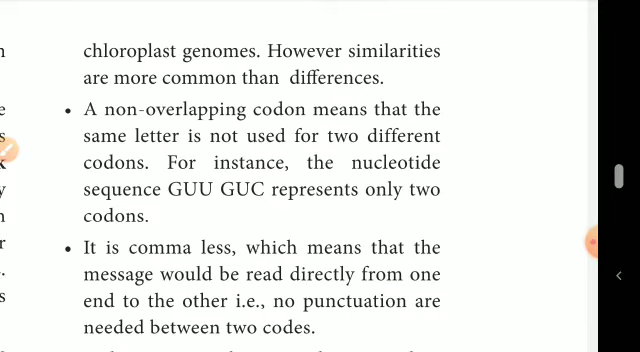 chloroplast genomes. However similarities
are more common than differences.
• A non-overlapping codon means that the
same letter is not used for two different
codons. For instance, the nucleotide
sequence GUU GUC represents only two
codons.
• It is comma less, which means that the
message would be read directly from one
end to the other i.e., no punctuation are
needed between two codes.